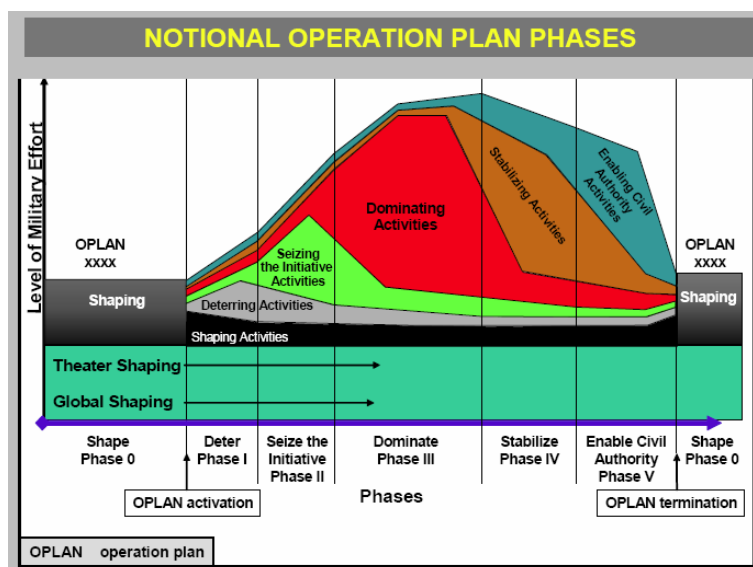 NOTIONAL OPERATION PLAN PHASES
Level of Military Effort
OPLAN
xxxx
Shaping
Seizing
the Initiative
Activities
Deterring Activities
Shaping Activities
Dominating
Activities
Stabilizing Activities
Enabling Civil
Authority
Activities
OPLAN
xxxx
Shaping
Theater Shaping
Global Shaping
Shape
Phase 0
Deter
Phase I
Seize the
Initiative
Phase II
Dominate
Phase III
Stabilize
Phase IV
Enable Civil
Authority
Phase V
Shape
Phase 0
OPLAN activation
Phases
OPLAN termination
OPLAN operation plan